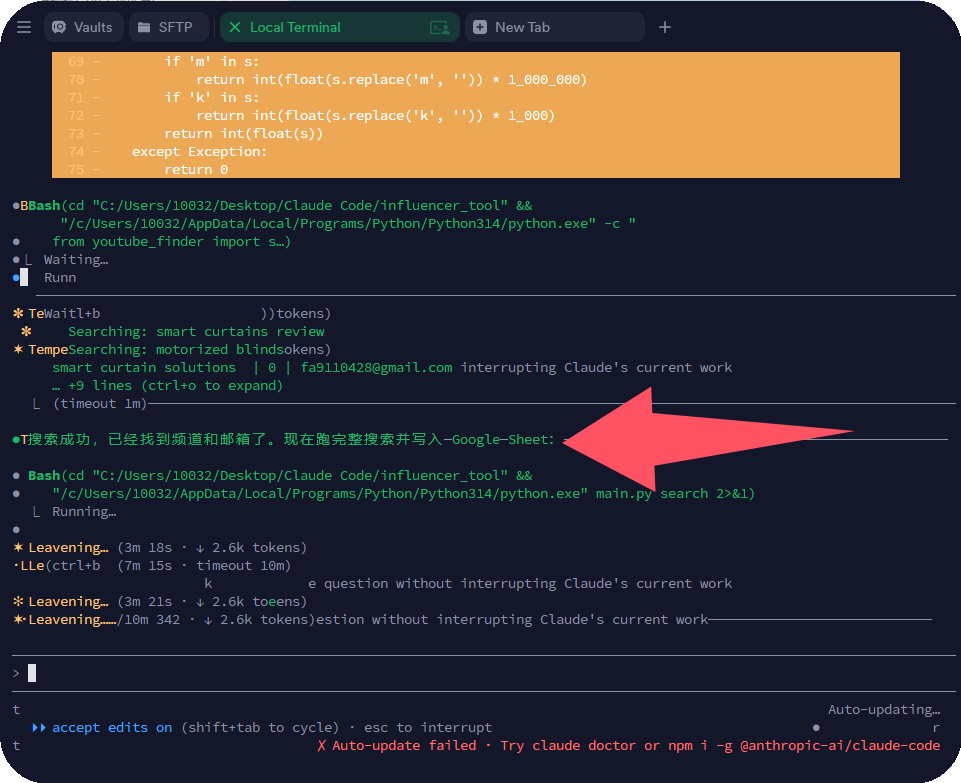 Vaults SFTP Local Terminal New Tab
69 - if 'm' in s:
70 - return int(float(s.replace('m', '')) * 1_000_000)
71 - if 'k' in s:
72 - return int(float(s.replace('k', '')) * 1_000)
73 - return int(float(s))
74 - except Exception:
75 - return 0
●BBash(cd "C:/Users/10032/Desktop/Claude Code/influencer_tool" &&
"/c/Users/10032/AppData/Local/Programs/Python/Python314/python.exe" -c "
● from youtube_finder import s…)
● ⎿ Waiting…
● Runn
✻ TeWaitl+b ))tokens)
✻ Searching: smart curtains review
✶ TempeSearching: motorized blindsokens)
smart curtain solutions | 0 | fa9110428@gmail.com interrupting Claude's current work
… +9 lines (ctrl+o to expand)
⎿ (timeout 1m)
●T搜索成功，已经找到频道和邮箱了。现在跑完整搜索并写入─Google─Sheet:
● Bash(cd "C:/Users/10032/Desktop/Claude Code/influencer_tool" &&
● "/c/Users/10032/AppData/Local/Programs/Python/Python314/python.exe" main.py search 2>&1)
⎿ Running…
●
✶ Leavening… (3m 18s · ↓ 2.6k tokens)
·LLe(ctrl+b (7m 15s · timeout 10m)
k e question without interrupting Claude's current work
✻ Leavening… (3m 21s · ↓ 2.6k toeens)
✶·Leavening……/10m 342 · ↓ 2.6k tokens)estion without interrupting Claude's current work
>
t Auto-updating…
⏵⏵ accept edits on (shift+tab to cycle) · esc to interrupt ● r
t ✗ Auto-update failed · Try claude doctor or npm i -g @anthropic-ai/claude-code